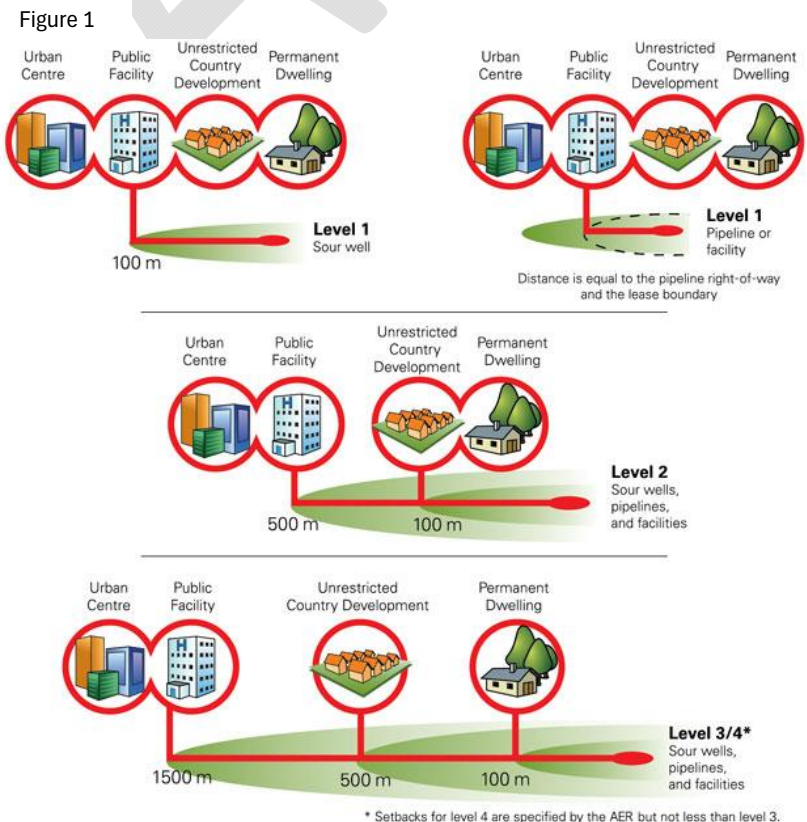 Figure 1
Urban
Centre
Public
Facility
Unrestricted
Country
Development
Permanent
Dwelling
H
Level 1
Sour well
100 m
Urban
Centre
Public
Facility
Unrestricted
Country
Development
Permanent
Dwelling
H
Level 1
Pipeline or
facility
Distance is equal to the pipeline right-of-way
and the lease boundary
Urban
Centre
Public
Facility
Unrestricted
Country
Development
Permanent
Dwelling
H
Level 2
Sour wells,
pipelines,
and facilities
500 m
100 m
Urban
Centre
Public
Facility
Unrestricted
Country Development
Permanent
Dwelling
H
Level 3/4*
Sour wells,
pipelines,
and facilities
1500 m
500 m
100 m
* Setbacks for level 4 are specified by the AER but not less than level 3.